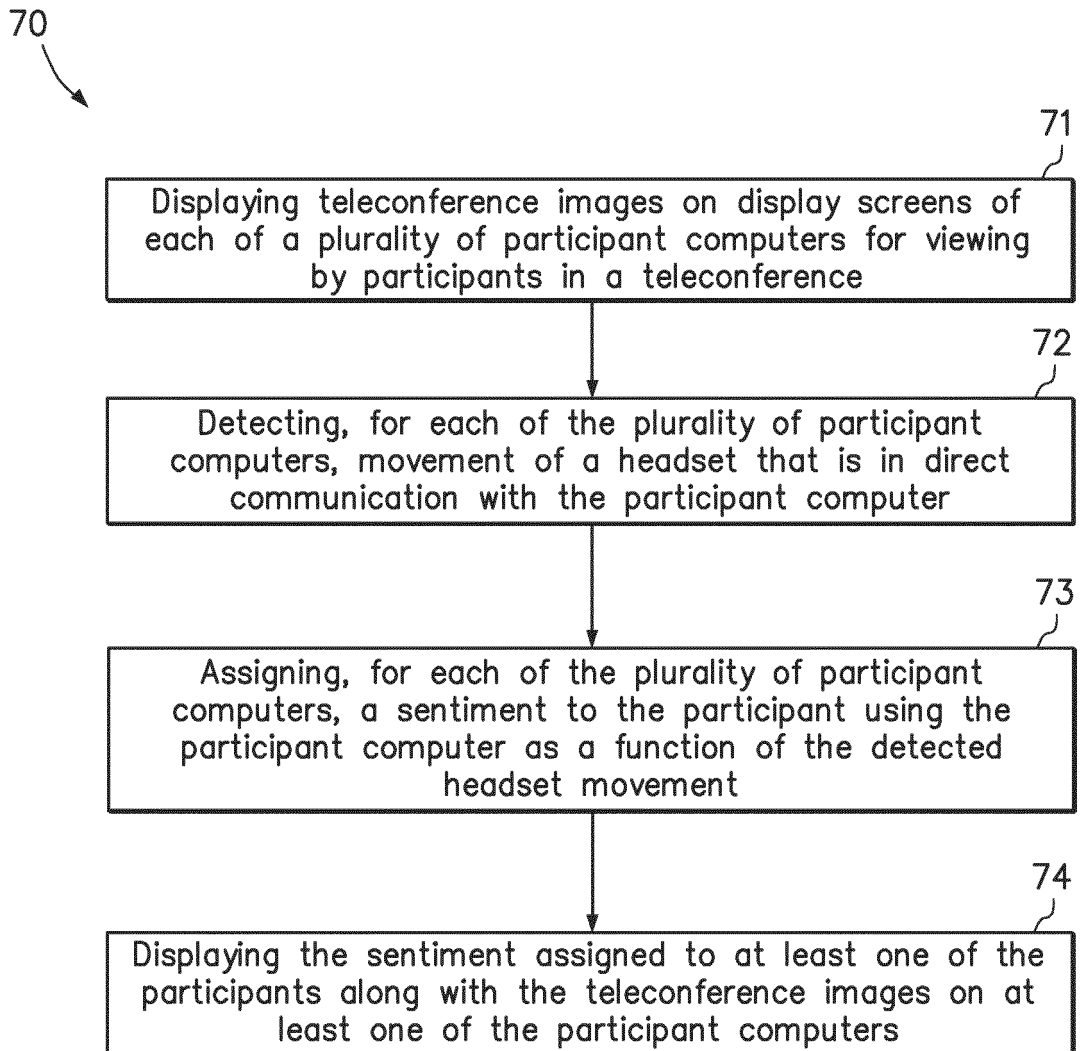 70
71
Displaying teleconference images on display screens of
each of a plurality of participant computers for viewing
by participants in a teleconference
72
Detecting, for each of the plurality of participant
computers, movement of a headset that is in direct
communication with the participant computer
73
Assigning, for each of the plurality of participant
computers, a sentiment to the participant using the
participant computer as a function of the detected
headset movement
74
Displaying the sentiment assigned to at least one of the
participants along with the teleconference images on at
least one of the participant computers